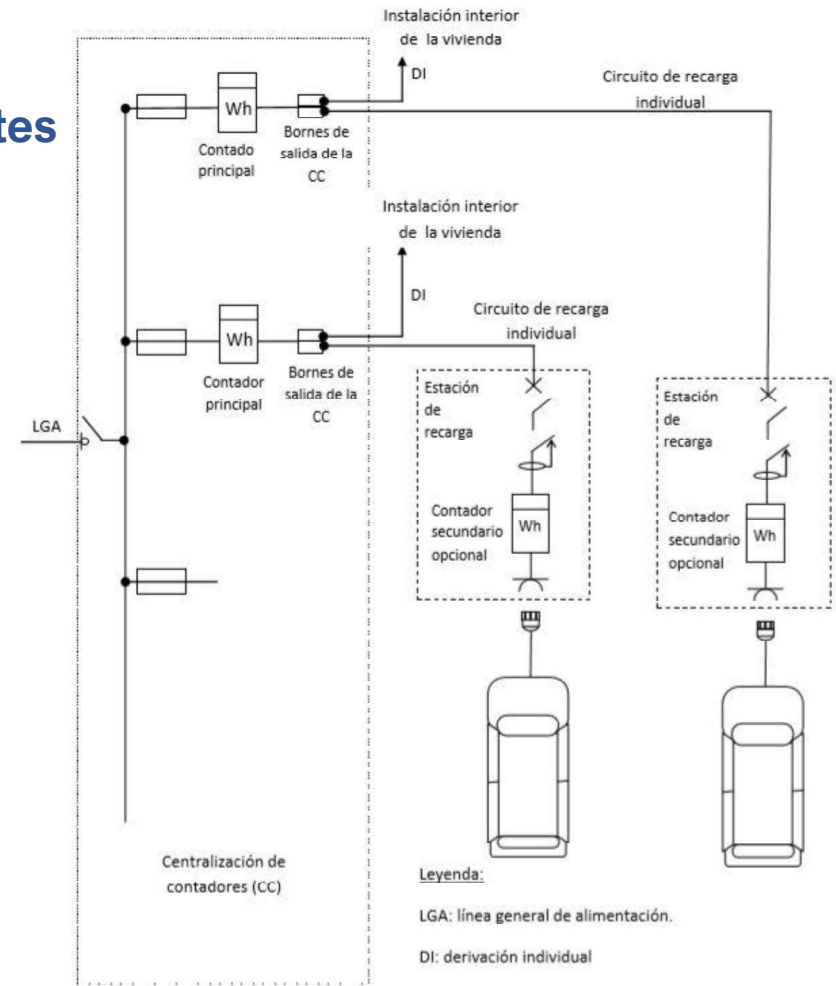 tes
Instalación interior
de la vivienda
DI
Circuito de recarga
individual
Wh
Contado
principal
Bornes de
salida de la
CC
Instalación interior
de la vivienda
DI
Circuito de recarga
individual
Wh
Contador
principal
Bornes de
salida de la
CC
LGA
Estación
de
recarga
Contador
secundario
opcional
Wh
Estación
de
recarga
Contador
secundario
opcional
Wh
Centralización de
contadores (CC)
Leyenda:
LGA: línea general de alimentación.
DI: derivación individual